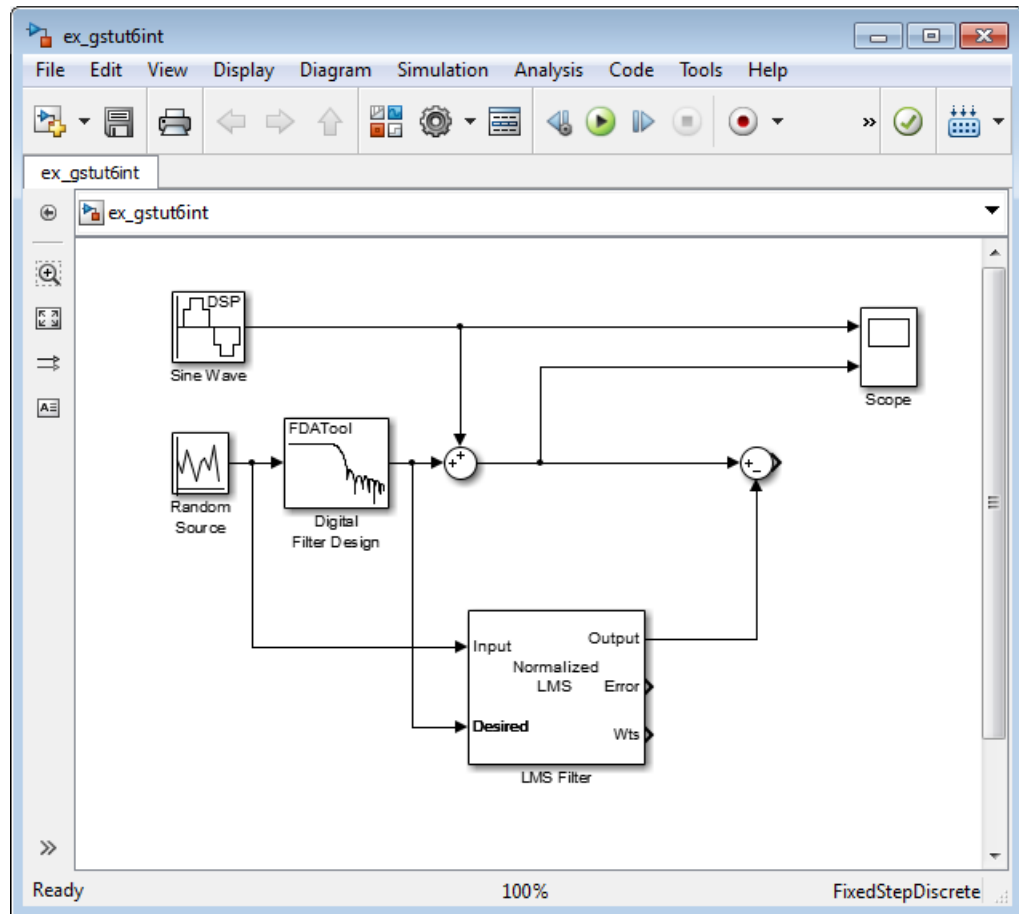 ex_gstut6int
File Edit View Display Diagram Simulation Analysis Code Tools Help
»
ex_gstut6int
ex_gstut6int
DSP
Sine Wave
Scope
FDATool
Random
Source
Digital
Filter Design
+ +
+ -
Input
Output
Normalized
LMS
Error
Desired
Wts
LMS Filter
A
»
Ready 100% FixedStepDiscrete